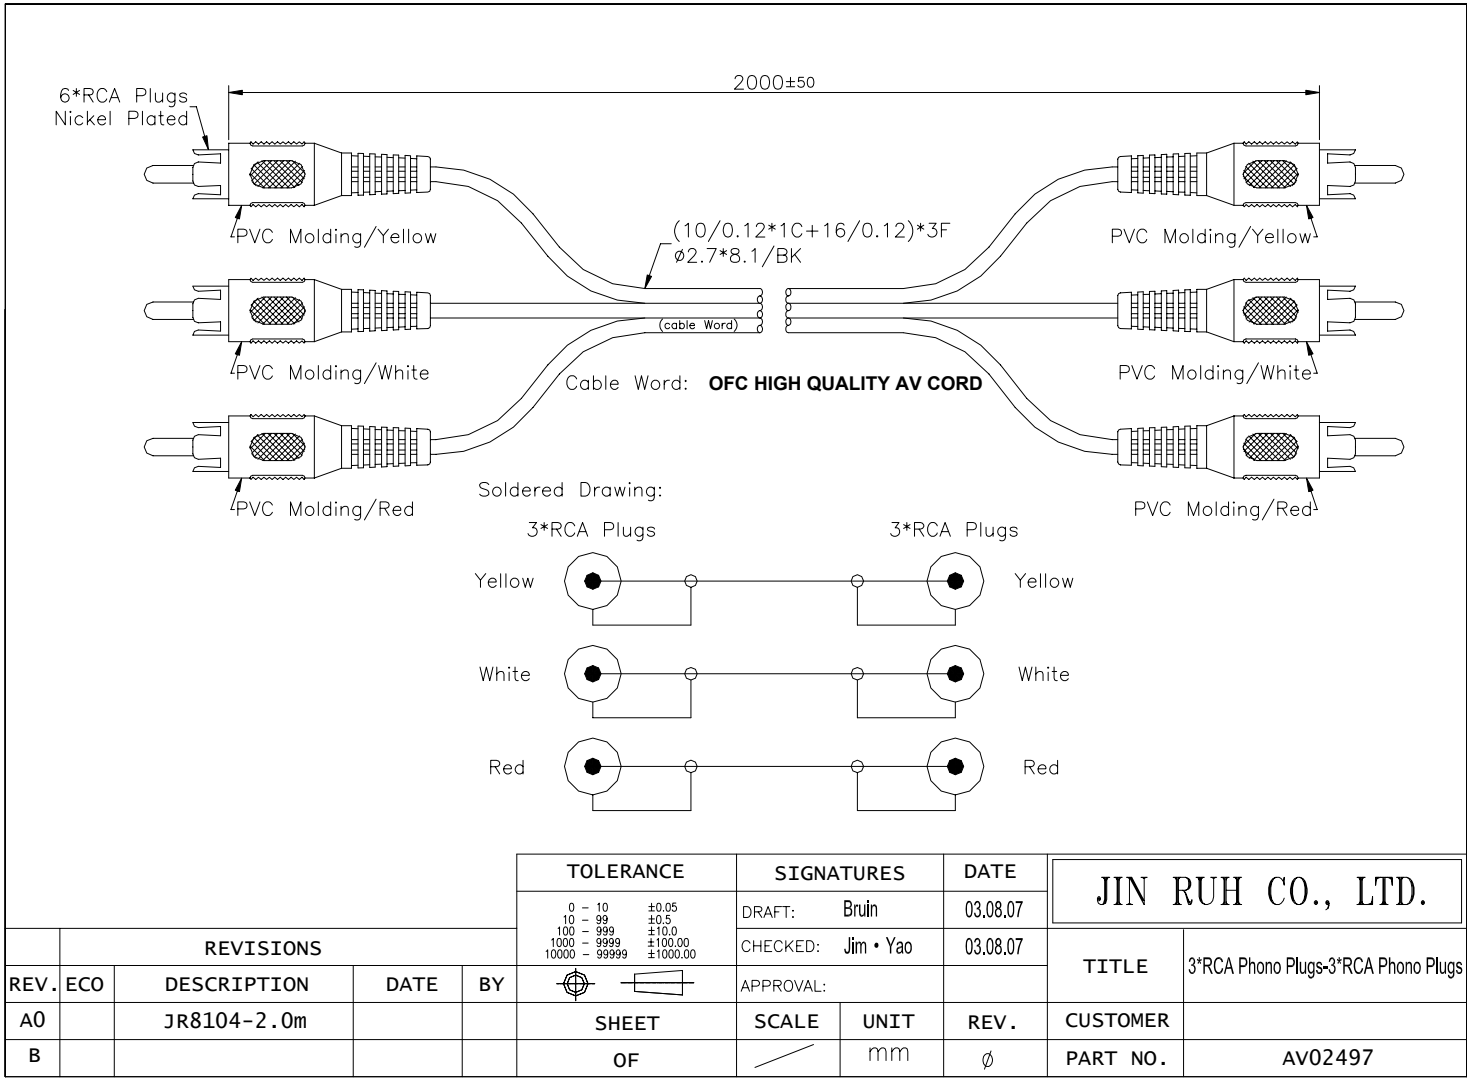 2000±50
6*RCA Plugs
Nickel Plated
PVC Molding/Yellow
(10/0.12*1C+16/0.12)*3F
ø2.7*8.1/BK
PVC Molding/Yellow
(cable Word)
PVC Molding/White
PVC Molding/White
Cable Word: OFC HIGH QUALITY AV CORD
PVC Molding/Red
PVC Molding/Red
Soldered Drawing:
3*RCA Plugs 3*RCA Plugs
Yellow Yellow
White White
Red Red
TOLERANCE
0 - 10 ±0.05
10 - 99 ±0.5
100 - 999 ±10.0
1000 - 9999 ±100.00
10000 - 99999 ±1000.00
SIGNATURES DATE
DRAFT: Bruin 03.08.07
CHECKED: Jim • Yao 03.08.07
APPROVAL:
JIN RUH CO., LTD.
TITLE 3*RCA Phono Plugs-3*RCA Phono Plugs
REVISIONS
REV. ECO DESCRIPTION DATE BY
A0 JR8104-2.0m
B
SHEET SCALE UNIT REV. CUSTOMER
OF mm ø PART NO. AV02497